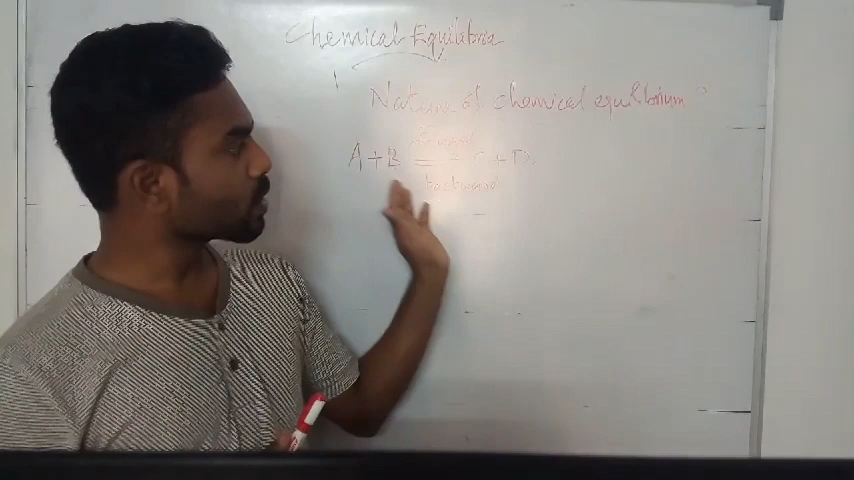 Chemical Equilibria
Nature of chemical equilibrium
forward
A+B = C+D
backward